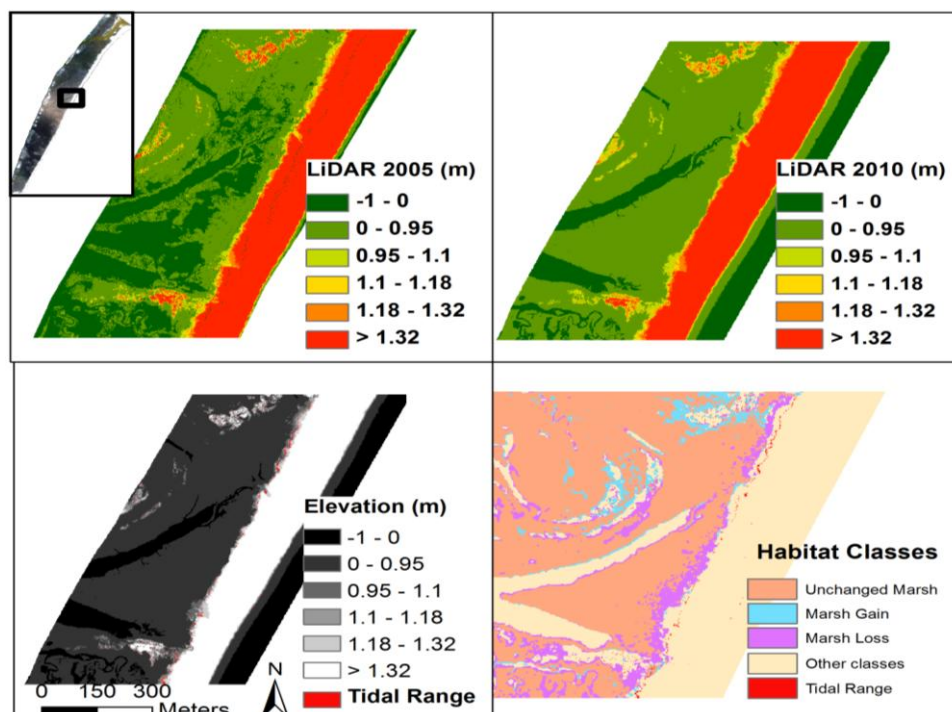 LiDAR 2005 (m)
-1 - 0
0 - 0.95
0.95 - 1.1
1.1 - 1.18
1.18 - 1.32
> 1.32
LiDAR 2010 (m)
-1 - 0
0 - 0.95
0.95 - 1.1
1.1 - 1.18
1.18 - 1.32
> 1.32
Elevation (m)
-1 - 0
0 - 0.95
0.95 - 1.1
1.1 - 1.18
1.18 - 1.32
> 1.32
Tidal Range
N
0 150 300
Meters
Habitat Classes
Unchanged Marsh
Marsh Gain
Marsh Loss
Other classes
Tidal Range